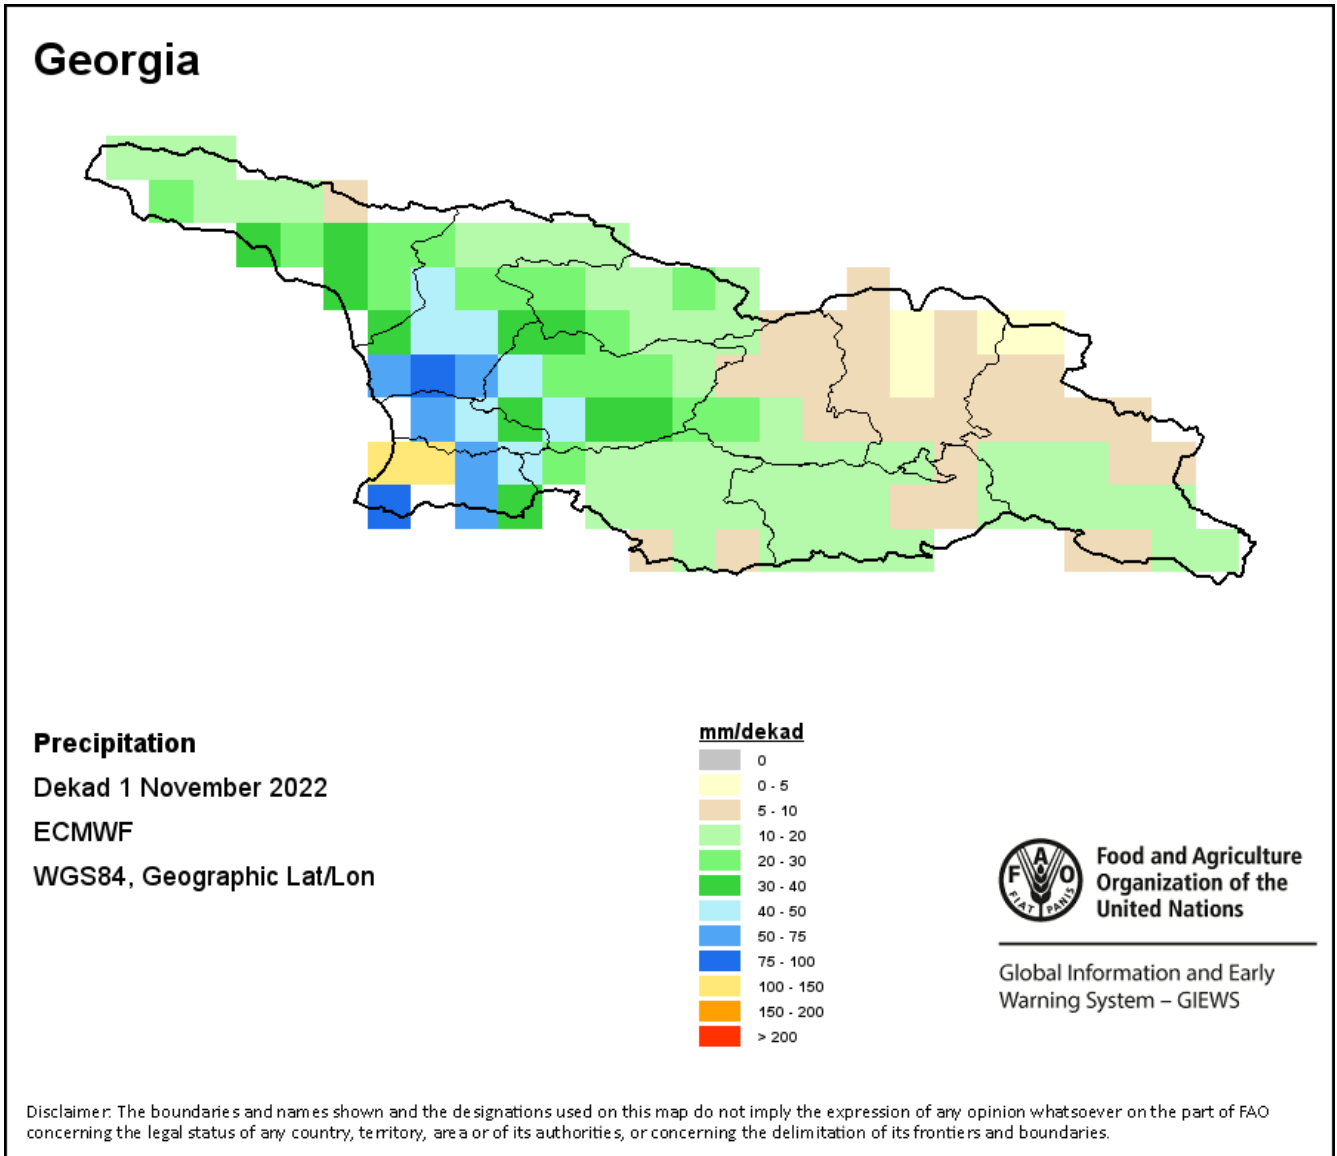 Georgia
Precipitation
Dekad 1 November 2022
ECMWF
WGS84, Geographic Lat/Lon
mm/dekad
0
0 - 5
5 - 10
10 - 20
20 - 30
30 - 40
40 - 50
50 - 75
75 - 100
100 - 150
150 - 200
> 200
F A O
FIAT PANIS
Food and Agriculture
Organization of the
United Nations
Global Information and Early
Warning System – GIEWS
Disclaimer: The boundaries and names shown and the designations used on this map do not imply the expression of any opinion whatsoever on the part of FAO
concerning the legal status of any country, territory, area or of its authorities, or concerning the delimitation of its frontiers and boundaries.